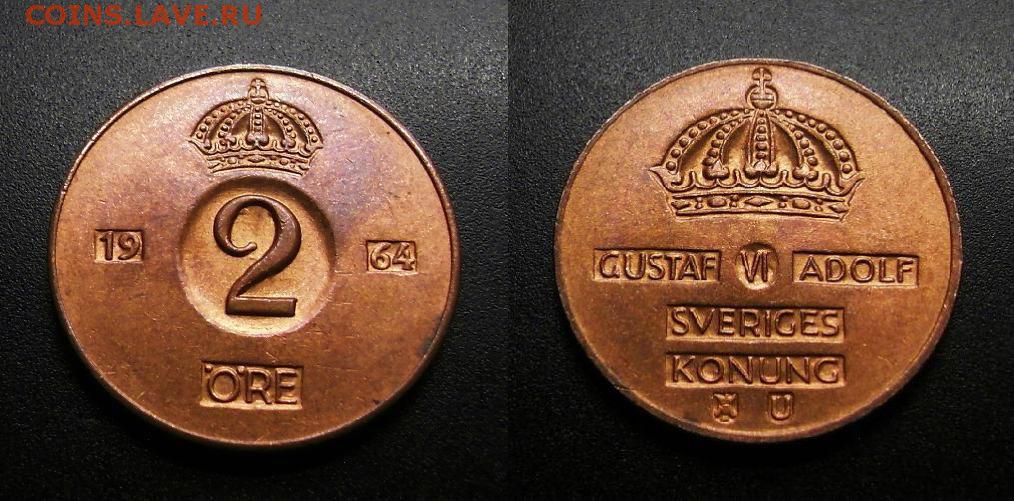 COINS.LAVE.RU
19 2 64
ÖRE
GUSTAF VI ADOLF
SVERIGES
KONUNG
U